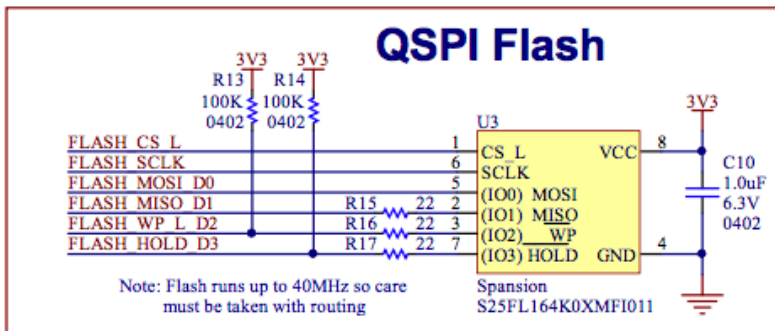 QSPI Flash
3V3 3V3
R13 R14
100K 100K
0402 0402
3V3
U3
FLASH_CS_L 1 CS_L VCC 8
FLASH_SCLK 6 SCLK
FLASH_MOSI_D0 5 (IO0) MOSI
FLASH_MISO_D1 R15 22 2 (IO1) MISO
FLASH_WP_L_D2 R16 22 3 (IO2) WP
FLASH_HOLD_D3 R17 22 7 (IO3) HOLD GND 4
C10
1.0uF
6.3V
0402
Note: Flash runs up to 40MHz so care
must be taken with routing
Spansion
S25FL164K0XMFI011